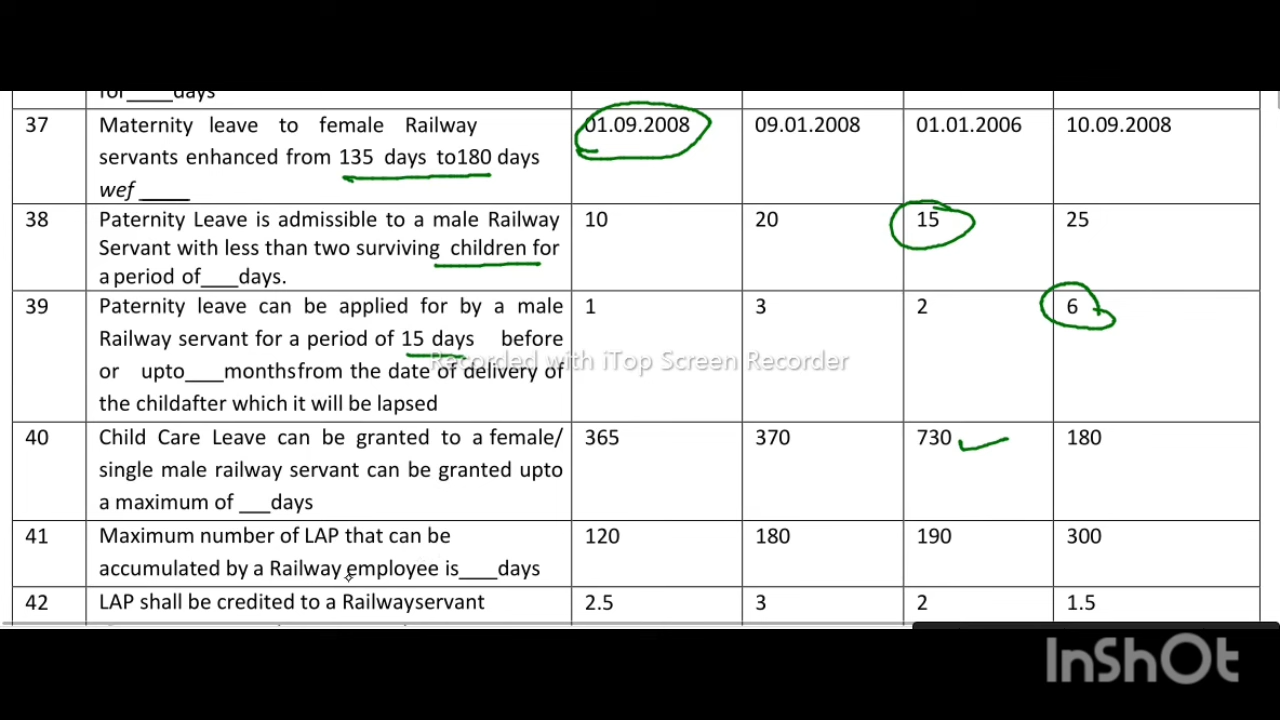 for____days
37 Maternity leave to female Railway 01.09.2008 09.01.2008 01.01.2006 10.09.2008
servants enhanced from 135 days to180 days
wef _____
38 Paternity Leave is admissible to a male Railway 10 20 15 25
Servant with less than two surviving children for
a period of___days.
39 Paternity leave can be applied for by a male 1 3 2 6
Railway servant for a period of 15 days before
Recorded with iTop Screen Recorder
or upto____monthsfrom the date of delivery of
the childafter which it will be lapsed
40 Child Care Leave can be granted to a female/ 365 370 730 180
single male railway servant can be granted upto
a maximum of ___days
41 Maximum number of LAP that can be 120 180 190 300
accumulated by a Railway employee is____days
42 LAP shall be credited to a Railwayservant 2.5 3 2 1.5
InShOt